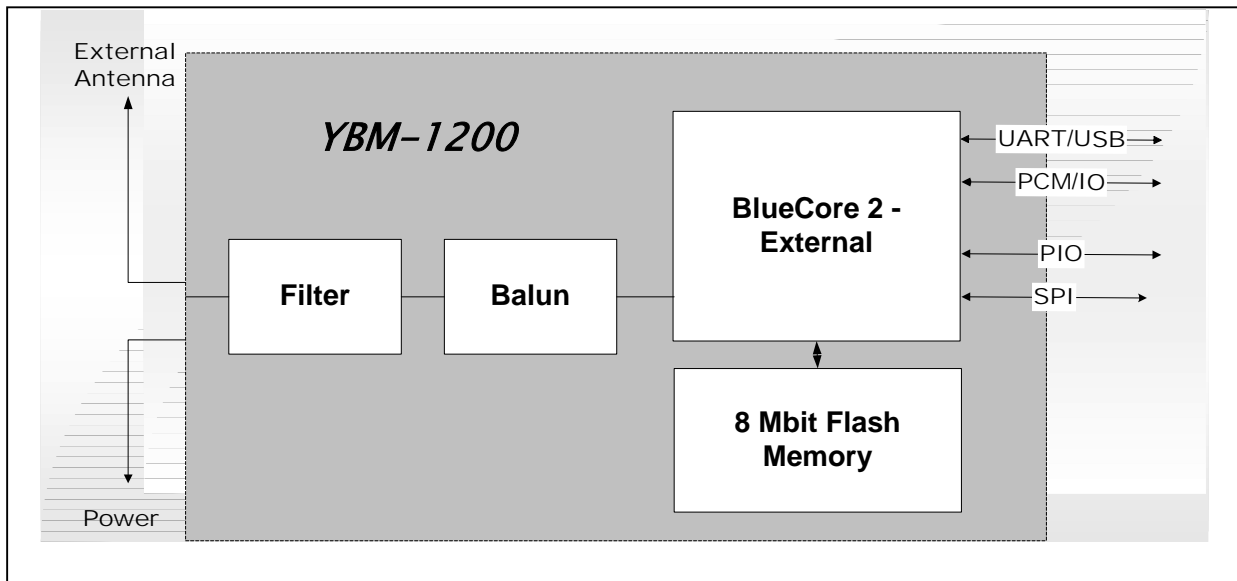 External
Antenna
YBM-1200
UART/USB
PCM/IO
BlueCore 2 -
External
PIO
Filter
Balun
SPI
8 Mbit Flash
Memory
Power